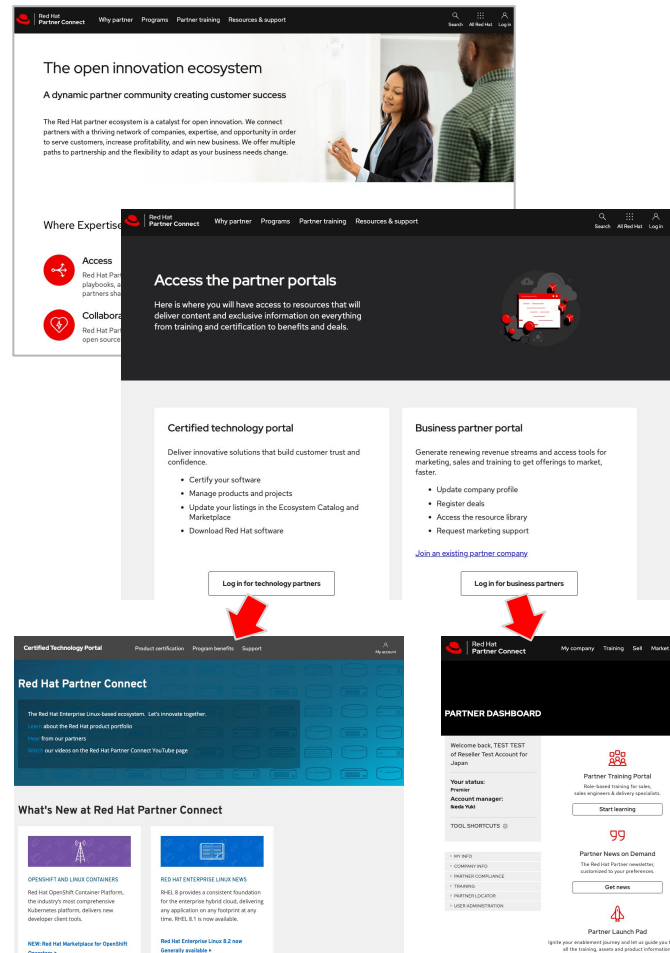 Red Hat
Partner Connect
Why partner Programs Partner training Resources & support
Search All Red Hat Log in
The open innovation ecosystem
A dynamic partner community creating customer success
The Red Hat partner ecosystem is a catalyst for open innovation. We connect
partners with a thriving network of companies, expertise, and opportunity in order
to serve customers, increase profitability, and win new business. We offer multiple
paths to partnership and the flexibility to adapt as your business needs change.
Where Expertise
Access
Red Hat Part
playbooks, a
partners sha
Collabora
Red Hat Par
open source
Red Hat
Partner Connect
Why partner Programs Partner training Resources & support
Search All Red Hat Log in
Access the partner portals
Here is where you will have access to resources that will
deliver content and exclusive information on everything
from training and certification to benefits and deals.
Certified technology portal
Deliver innovative solutions that build customer trust and
confidence.
• Certify your software
• Manage products and projects
• Update your listings in the Ecosystem Catalog and
Marketplace
• Download Red Hat software
Log in for technology partners
Business partner portal
Generate renewing revenue streams and access tools for
marketing, sales and training to get offerings to market,
faster.
• Update company profile
• Register deals
• Access the resource library
• Request marketing support
Join an existing partner company
Log in for business partners
Certified Technology Portal Product certification Program benefits Support
My account
Red Hat Partner Connect
The Red Hat Enterprise Linux-based ecosystem. Let's innovate together.
Learn about the Red Hat product portfolio
Hear from our partners
Watch our videos on the Red Hat Partner Connect YouTube page
What's New at Red Hat Partner Connect
OPENSHIFT AND LINUX CONTAINERS
Red Hat OpenShift Container Platform,
the industry's most comprehensive
Kubernetes platform, delivers new
developer client tools.
NEW: Red Hat Marketplace for OpenShift
RED HAT ENTERPRISE LINUX NEWS
RHEL 8 provides a consistent foundation
for the enterprise hybrid cloud, delivering
any application on any footprint at any
time. RHEL 8.1 is now available.
Red Hat Enterprise Linux 8.2 now
Generally available
Red Hat
Partner Connect
My company Training Sell Market
PARTNER DASHBOARD
Welcome back, TEST TEST
of Reseller Test Account for
Japan
Your status:
Premier
Account manager:
Ikeda Yuki
TOOL SHORTCUTS
MY INFO
COMPANY INFO
PARTNER COMPLIANCE
TRAINING
PARTNER LOCATOR
USER ADMINISTRATION
Partner Training Portal
Role-based training for sales,
sales engineers & delivery specialists.
Start learning
Partner News on Demand
The Red Hat Partner newsletter,
customized to your preferences.
Get news
Partner Launch Pad
Ignite your enablement journey and let us guide you
all the training, assets and product information